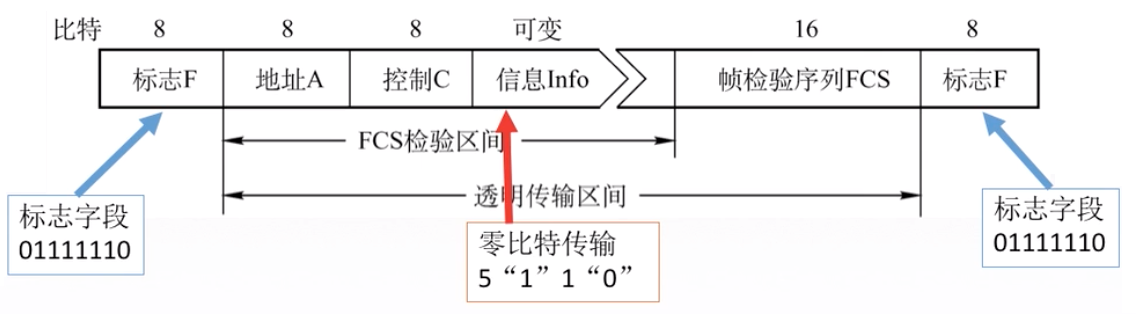 比特 8 8 8 可变 16 8
标志F 地址A 控制C 信息Info 帧检验序列FCS 标志F
FCS检验区间
透明传输区间
标志字段
01111110
零比特传输
5“1”1“0”
标志字段
01111110